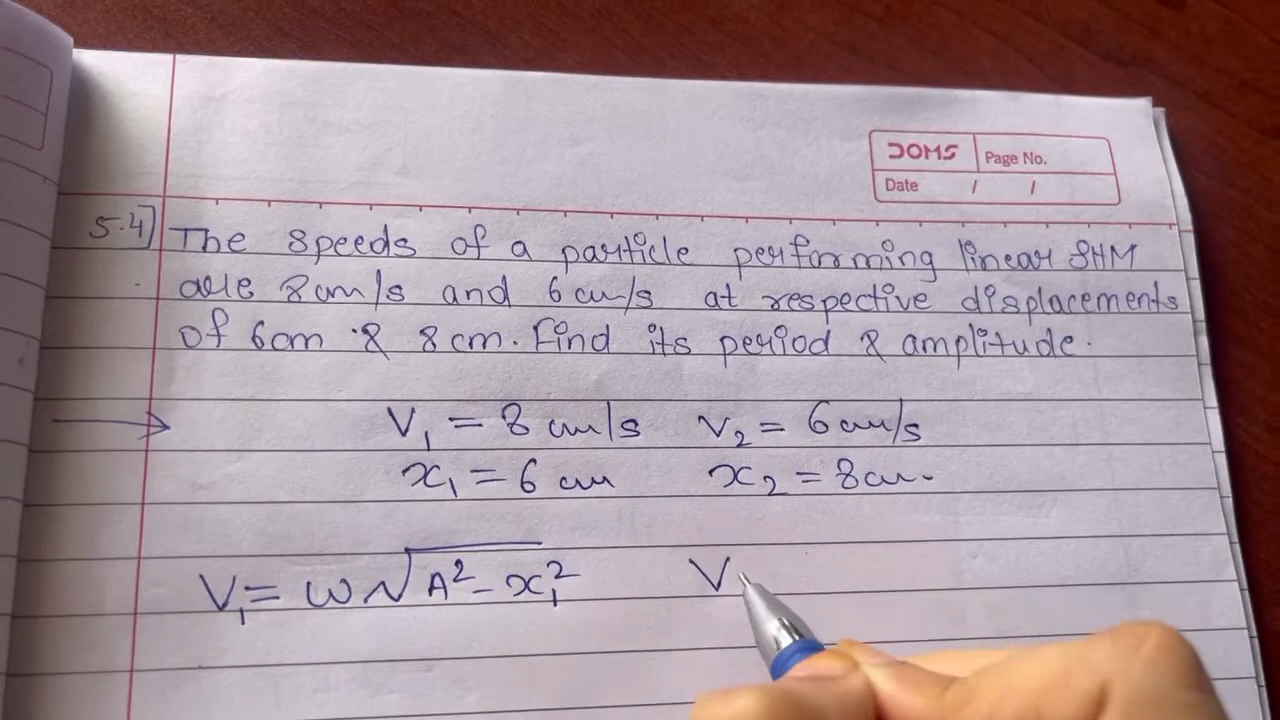 DOMS
Page No.
Date / /
5.4] The speeds of a particle performing linear SHM
are 8cm/s and 6cm/s at respective displacements
of 6cm & 8cm. Find its period & amplitude.
V₁ = 8 cm/s V₂ = 6cm/s
x₁ = 6 cm x₂ = 8cm.
V₁ = ω√A² - x₁² V